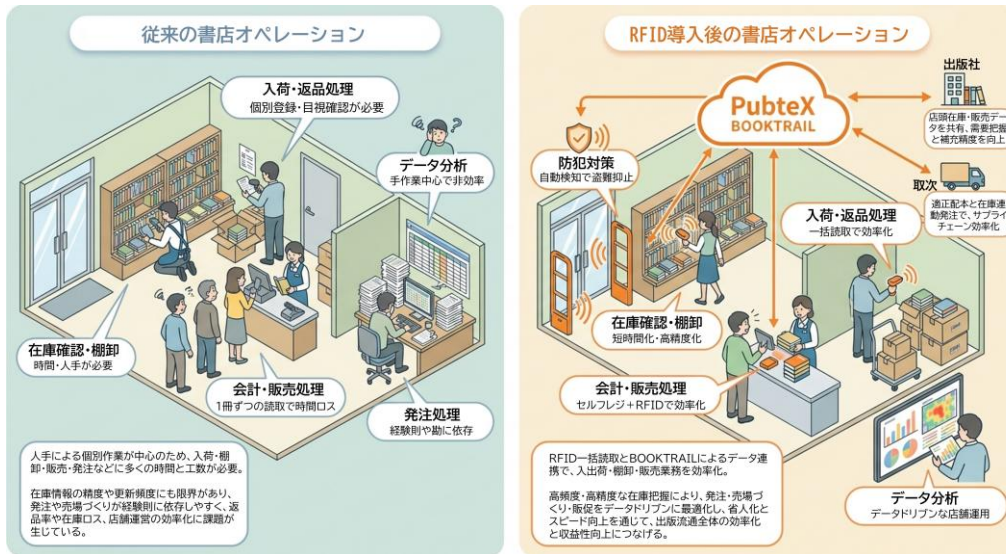 従来の書店オペレーション
入荷・返品処理
個別登録・目視確認が必要
データ分析
手作業中心で非効率
在庫確認・棚卸
時間・人手が必要
会計・販売処理
1冊ずつの読取で時間ロス
発注処理
経験則や勘に依存
人手による個別作業が中心のため、入荷・棚
卸・販売・発注などに多くの時間と工数が必要。
在庫情報の精度や更新頻度にも限界があり、
発注や売場づくりが経験則に依存しやすく、返
品率や在庫ロス、店舗運営の効率化に課題が
生じている。
RFID導入後の書店オペレーション
PubteX
BOOKTRAIL
出版社
店頭在庫・販売デー
タを共有、需要把握
と補充精度を向上
防犯対策
自動検知で盗難抑止
取次
適正配本と在庫連
動発注で、サプライ
チェーン効率化
入荷・返品処理
一括読取で効率化
在庫確認・棚卸
短時間化・高精度化
会計・販売処理
セルフレジ+RFIDで効率化
RFID一括読取とBOOKTRAILによるデータ連
携で、入出荷・棚卸・販売業務を効率化。
高頻度・高精度な在庫把握により、発注・売場づ
くり・販促をデータドリブンに最適化し、省人化と
スピード向上を通じて、出版流通全体の効率化
と収益性向上につなげる。
データ分析
データドリブンな店舗運用